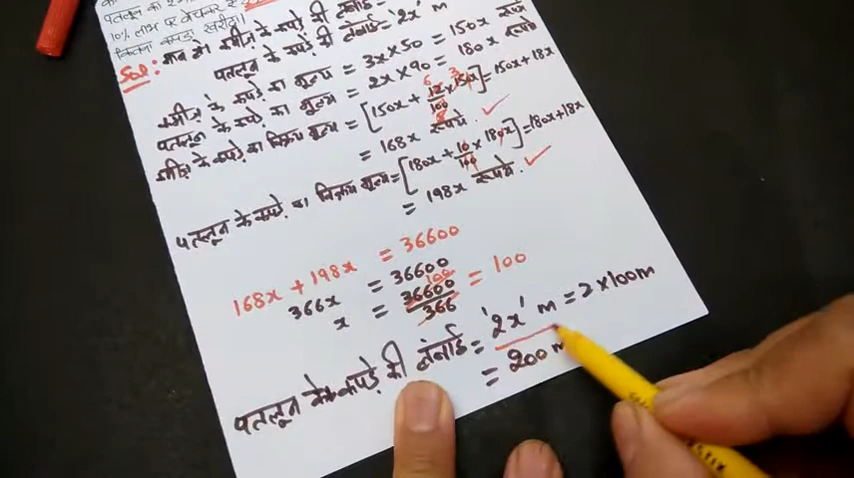 पतलून का
10% लाभ पर बेचकर ₹
कितना कपड़ा खरीदा।
Sol: माना की कमीज़ के कपड़े की लंबाई =
पतलून के कपड़े की लंबाई = '2x' m
कमीज़ के कपड़े का मूल्य = 3x × 50 = 150x रूपये
पतलून के कपड़े का मूल्य = 2x × 90 = 180x रूपये
कमीज़ के कपड़े का विक्रय मूल्य = [150x + 12/100 × 150x] = 150x + 18x
= 168x रूपये.
पतलून के कपड़े का विक्रय मूल्य = [180x + 10/100 × 180x] = 180x + 18x
= 198x रूपये.
168x + 198x = 36600
366x = 36600
x = 36600/366 = 100
पतलून के कपड़े की लंबाई = '2x' m = 2 × 100m
= 200 m